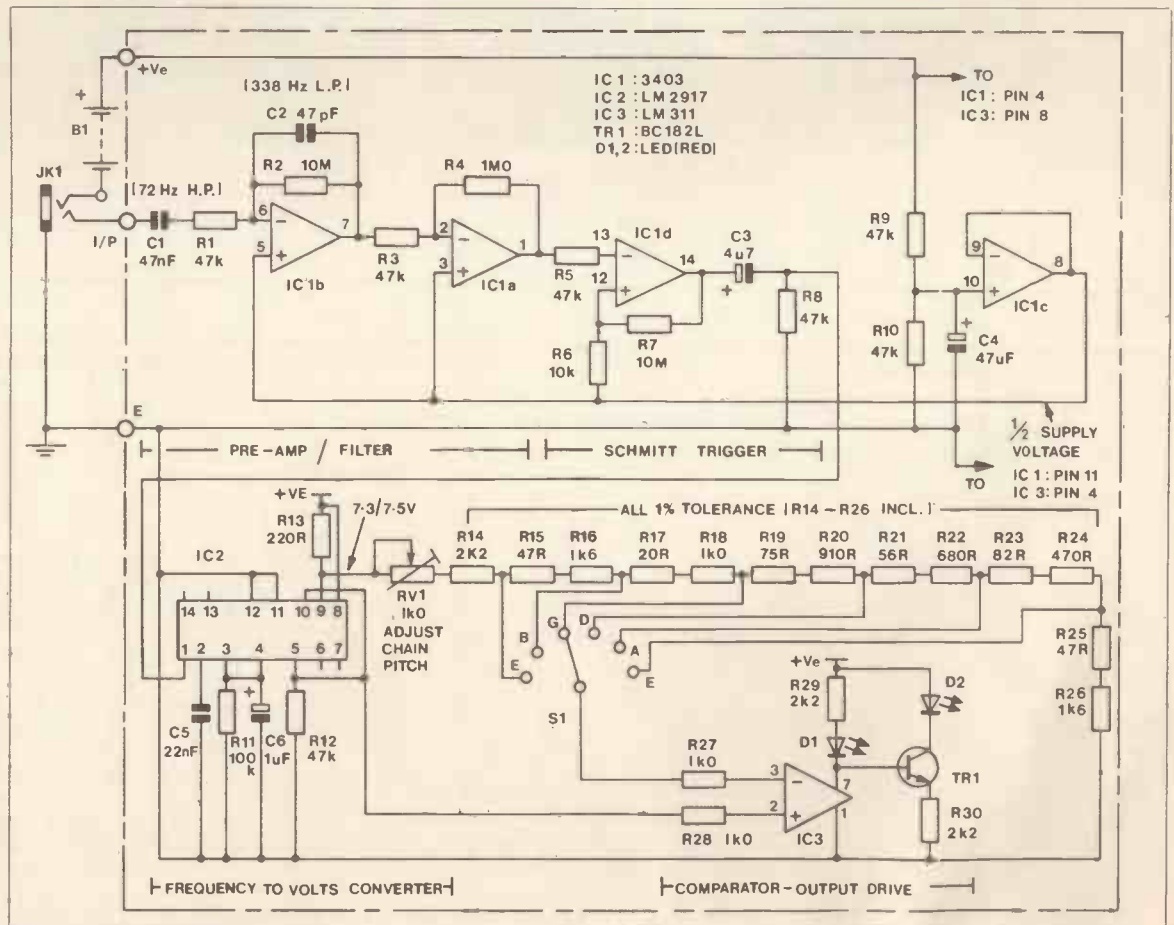 +Ve
[338 Hz L.P.]
C2 47pF
R2 10M
B1
+
JK1
[72 Hz H.P.]
I/P
C1
47nF
R1
47k
6
5
7
IC1b
R3
47k
R4 1M0
2
3
1
IC1a
R5
47k
13
12
14
IC1d
R6
10k
R7
10M
C3
4u7
+
R8
47k
IC1 : 3403
IC2 : LM2917
IC3 : LM311
TR1 : BC182L
D1,2: LED[RED]
TO
IC1: PIN 4
IC3: PIN 8
R9
47k
R10
47k
+
C4
47uF
9
10
8
IC1c
1/2 SUPPLY
VOLTAGE
TO
IC1: PIN 11
IC3: PIN 4
E
PRE-AMP / FILTER
SCHMITT TRIGGER
+VE
R13
220R
7·3/7·5V
ALL 1% TOLERANCE [R14 – R26 INCL.]
IC2
14 13 12 11 10 9 8
1 2 3 4 5 6 7
RV1
1k0
ADJUST
CHAIN
PITCH
R14
2K2
R15
47R
R16
1k6
R17
20R
R18
1k0
R19
75R
R20
910R
R21
56R
R22
680R
R23
82R
R24
470R
R25
47R
R26
1k6
E
B
G
D
A
E
S1
C5
22nF
R11
100
k
+
C6
1uF
R12
47k
R27
1k0
R28 1k0
3
2
7
1
IC3
+Ve
R29
2k2
D1
D2
TR1
R30
2k2
FREQUENCY TO VOLTS CONVERTER
COMPARATOR-OUTPUT DRIVE